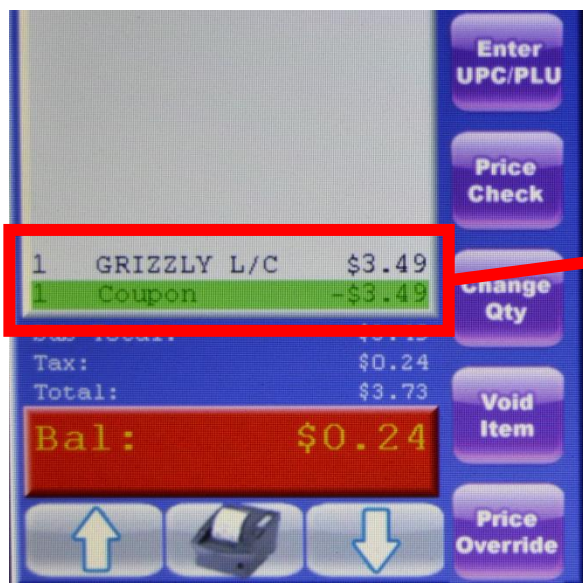 Enter
UPC/PLU
Price
Check
1 GRIZZLY L/C $3.49
1 Coupon -$3.49
Change
Qty
Tax: $0.24
Total: $3.73
Void
Item
Bal: $0.24
Price
Override